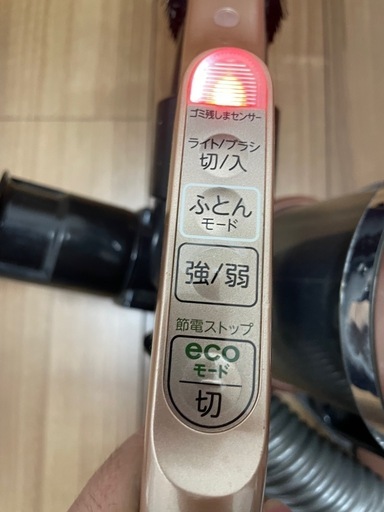 ゴミ残しまセンサー
ライト/ブラシ
切/入
ふとん
モード
強/弱
節電ストップ
eco
モード
切